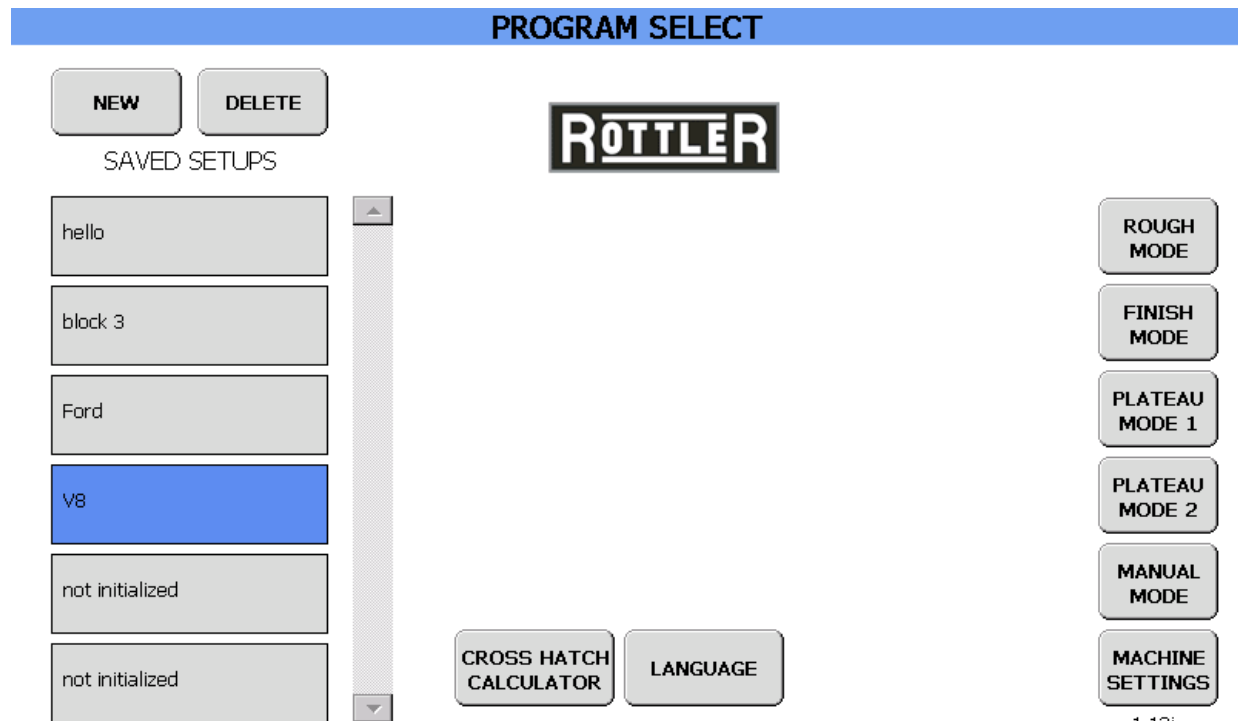 PROGRAM SELECT
NEW
DELETE
SAVED SETUPS
ROTTLER
hello
block 3
Ford
V8
not initialized
not initialized
CROSS HATCH
CALCULATOR
LANGUAGE
ROUGH
MODE
FINISH
MODE
PLATEAU
MODE 1
PLATEAU
MODE 2
MANUAL
MODE
MACHINE
SETTINGS